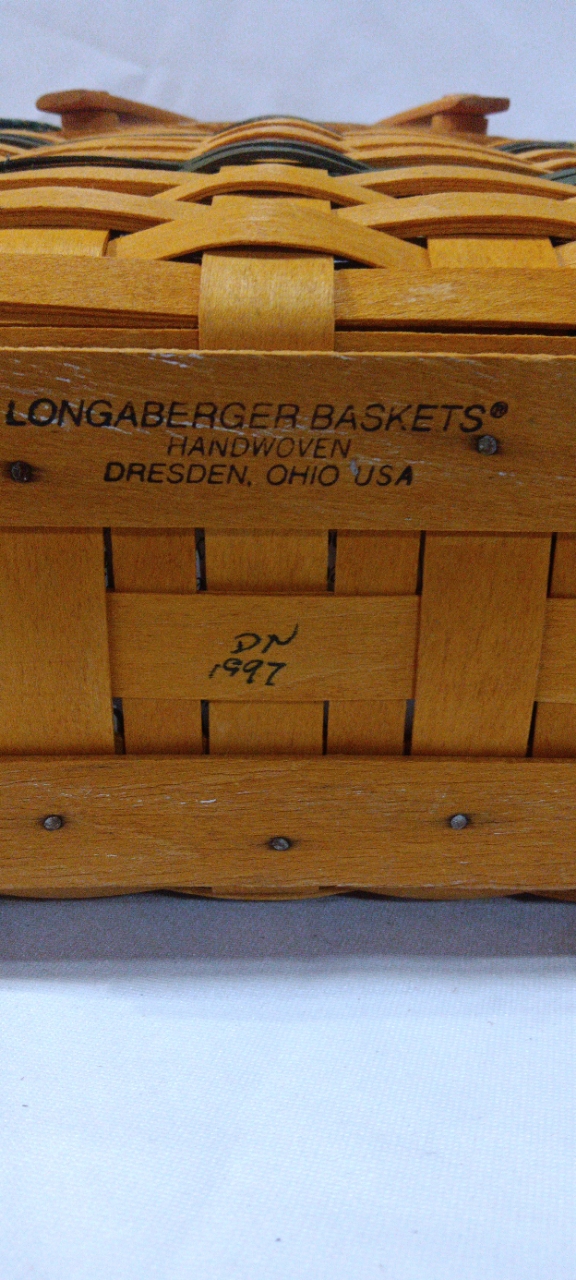 LONGABERGER BASKETS®
HANDWOVEN
DRESDEN, OHIO USA
DN
1997